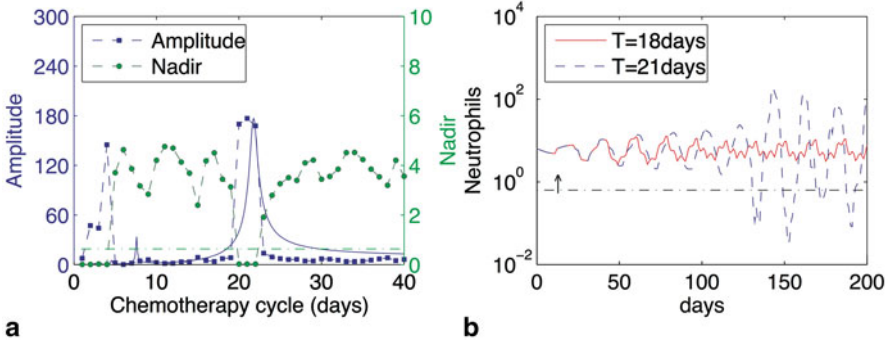 300
240
180
120
60
0
Amplitude
Amplitude
Nadir
10
8
6
4
2
0
Nadir
0 10 20 30 40
Chemotherapy cycle (days)
a
10^4
10^2
10^0
10^-2
Neutrophils
T=18days
T=21days
0 50 100 150 200
days
b